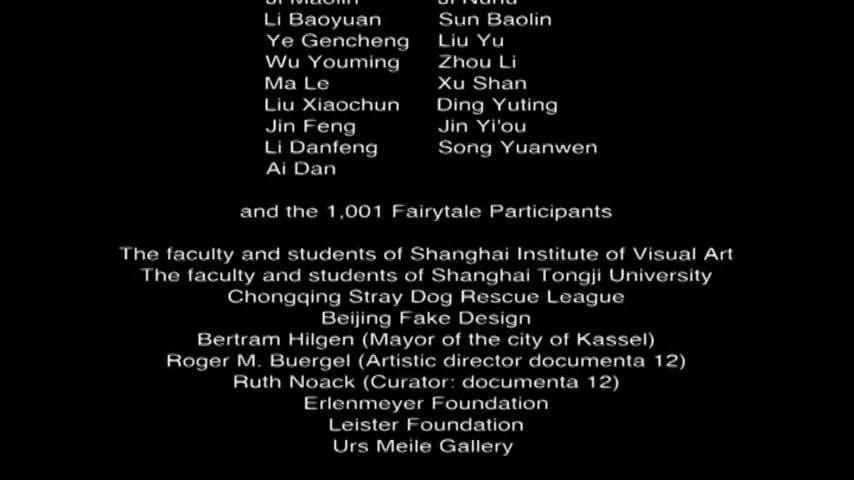 Ji Maolin Ji Nuhu
Li Baoyuan Sun Baolin
Ye Gencheng Liu Yu
Wu Youming Zhou Li
Ma Le Xu Shan
Liu Xiaochun Ding Yuting
Jin Feng Jin Yi'ou
Li Danfeng Song Yuanwen
Ai Dan
and the 1,001 Fairytale Participants
The faculty and students of Shanghai Institute of Visual Art
The faculty and students of Shanghai Tongji University
Chongqing Stray Dog Rescue League
Beijing Fake Design
Bertram Hilgen (Mayor of the city of Kassel)
Roger M. Buergel (Artistic director documenta 12)
Ruth Noack (Curator: documenta 12)
Erlenmeyer Foundation
Leister Foundation
Urs Meile Gallery